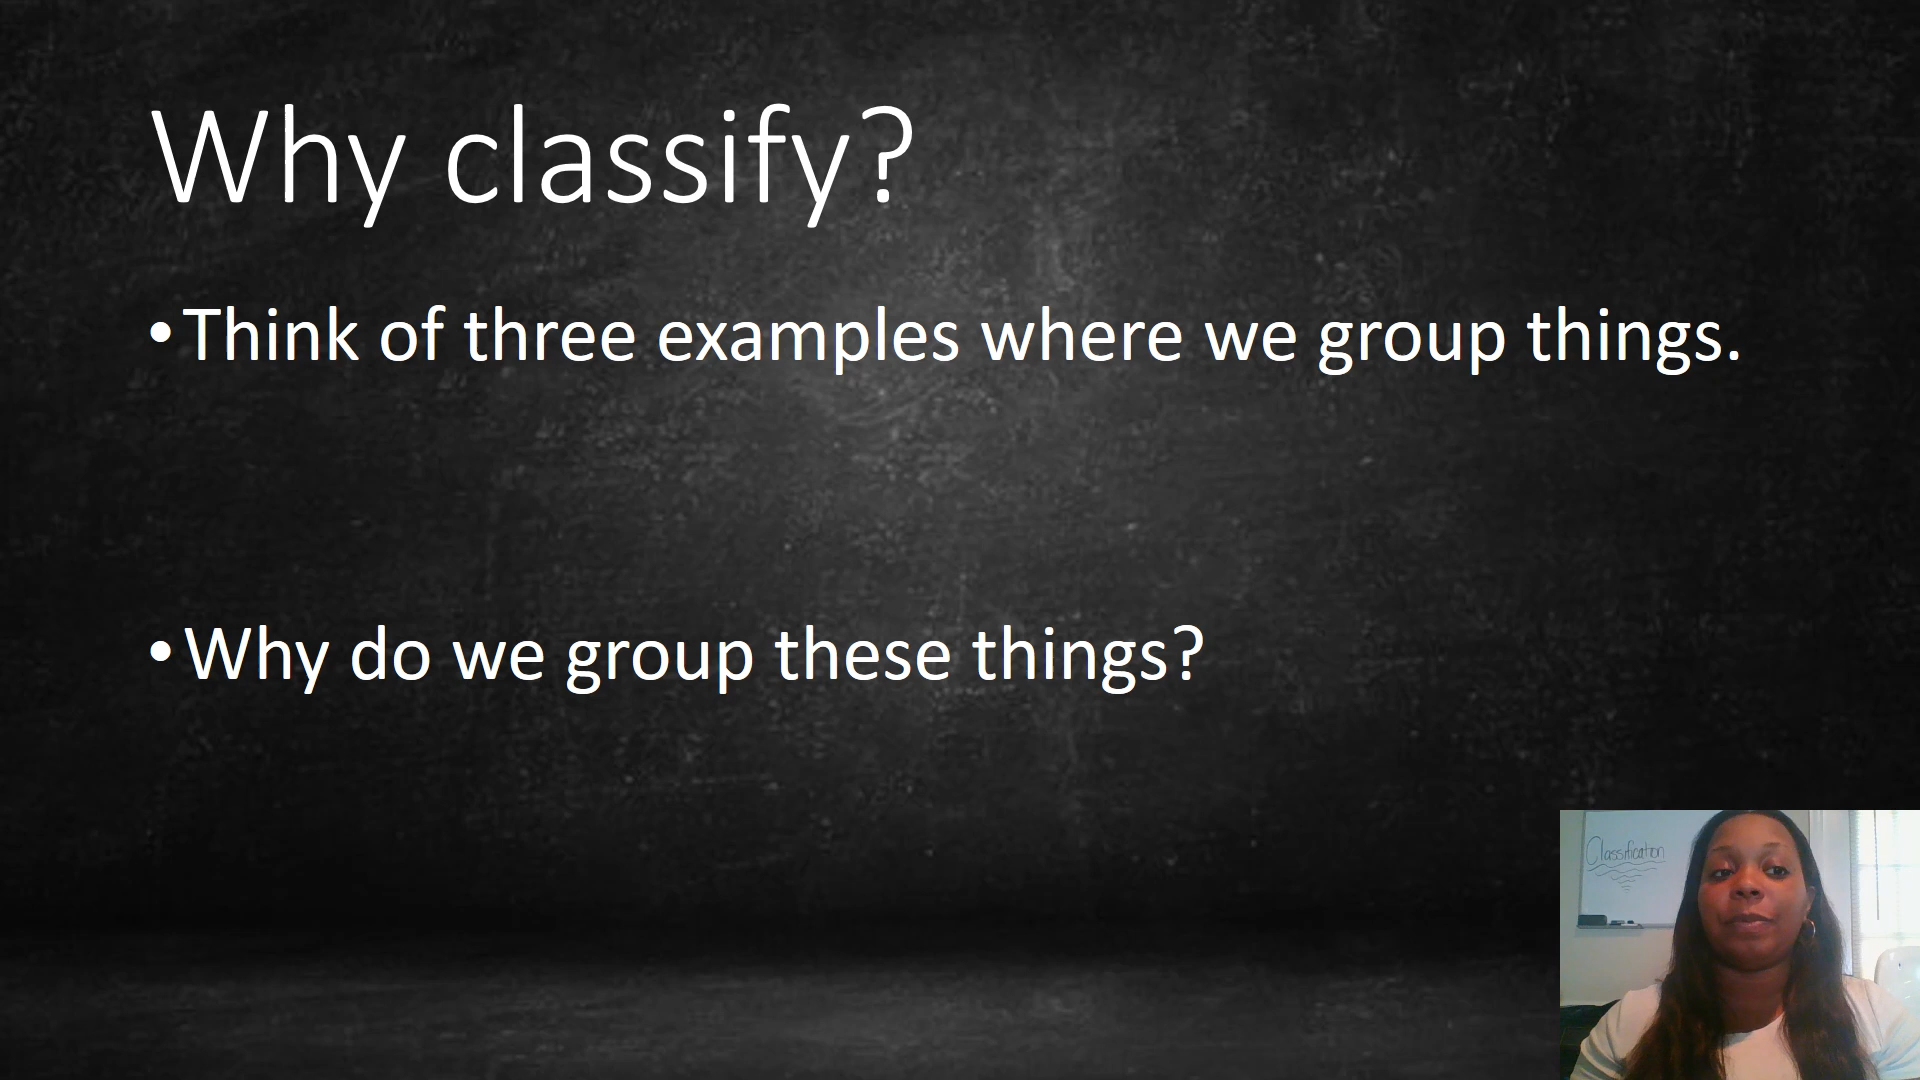 Why classify?
•Think of three examples where we group things.
•Why do we group these things?
Classification